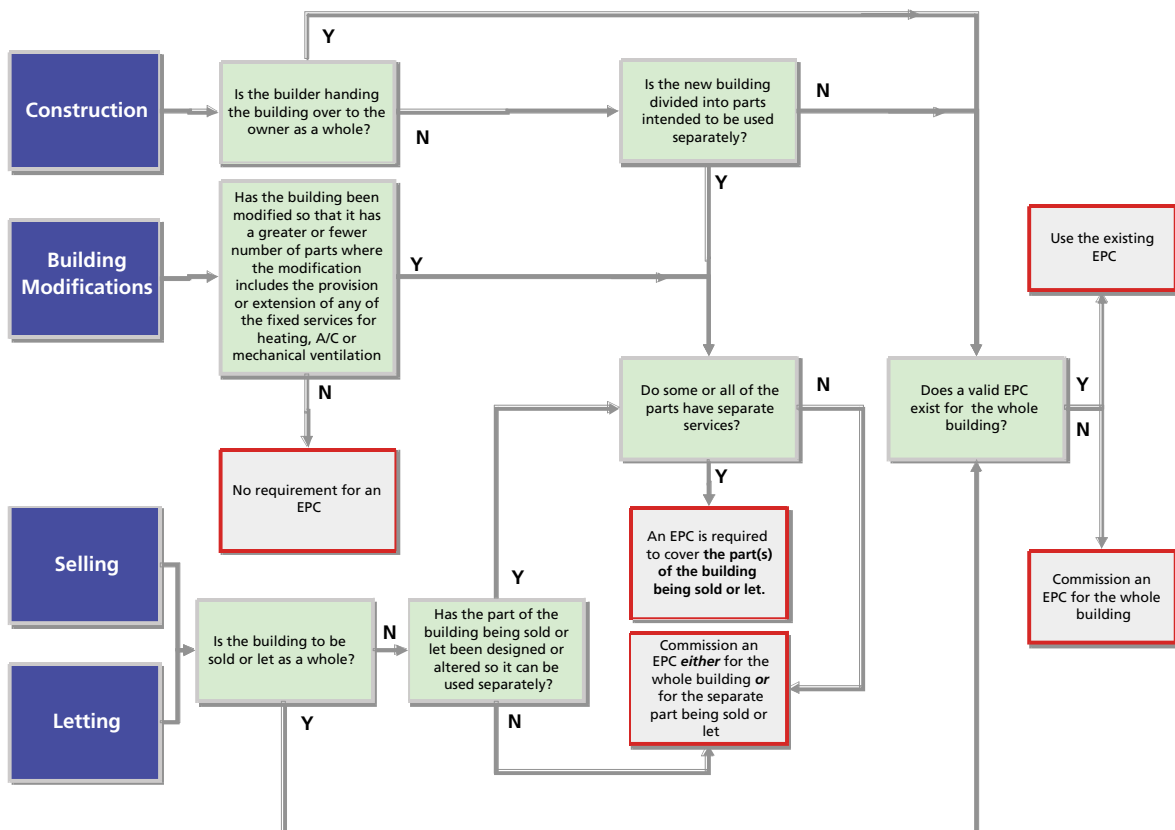 Y
Construction
Is the builder handing
the building over to the
owner as a whole?
N
Is the new building
divided into parts
intended to be used
separately?
N
Y
Building
Modifications
Has the building been
modified so that it has
a greater or fewer
number of parts where
the modification
includes the provision
or extension of any of
the fixed services for
heating, A/C or
mechanical ventilation
Y
N
No requirement for an
EPC
Do some or all of the
parts have separate
services?
N
Y
Does a valid EPC
exist for the whole
building?
Y
N
Use the existing
EPC
Commission an
EPC for the whole
building
An EPC is required
to cover the part(s)
of the building
being sold or let.
Selling
Letting
Is the building to be
sold or let as a whole?
N
Y
Has the part of the
building being sold or
let been designed or
altered so it can be
used separately?
Y
N
Commission an
EPC either for the
whole building or
for the separate
part being sold or
let